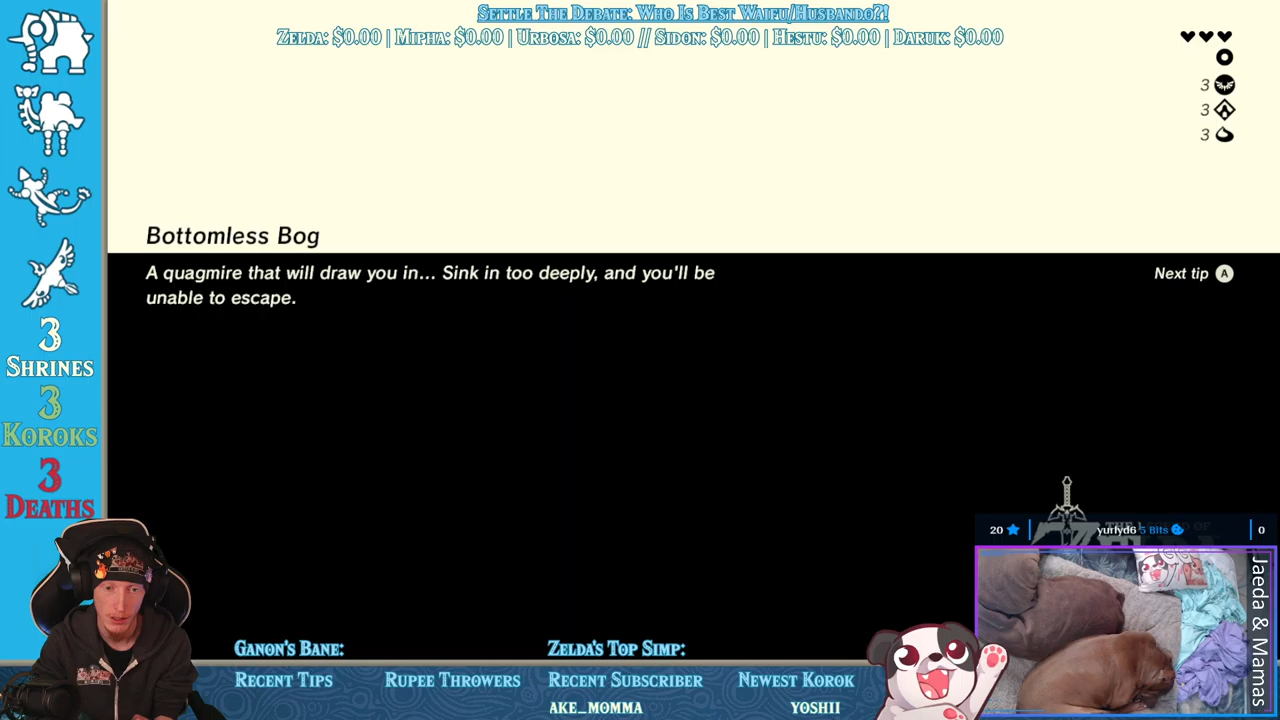 Settle The Debate: Who Is Best Waifu/Husbando?!
Zelda: $0.00 | Mipha: $0.00 | Urbosa: $0.00 // Sidon: $0.00 | Hestu: $0.00 | Daruk: $0.00
3
3
3
Bottomless Bog
A quagmire that will draw you in... Sink in too deeply, and you'll be
unable to escape.
Next tip A
3
Shrines
3
Koroks
3
Deaths
20
yurfyd6 5 Bits
0
Jaeda & Mamas
Ganon's Bane:
Zelda's Top Simp:
Recent Tips
Rupee Throwers
Recent Subscriber
Newest Korok
AKE_MOMMA
YOSHII